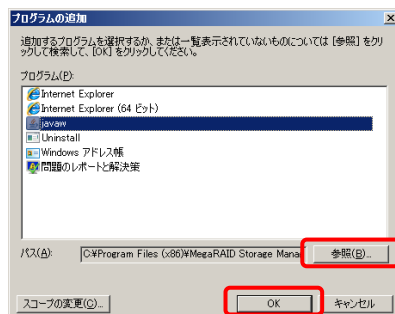 プログラムの追加
追加するプログラムを選択するか、または一覧表示されていないものについては [参照] をクリ
ックして検索して、[OK] をクリックしてください。
プログラム(P):
Internet Explorer
Internet Explorer (64 ビット)
javaw
Uninstall
Windows アドレス帳
問題のレポートと解決策
パス(A):
C:¥Program Files (x86)¥MegaRAID Storage Mana
参照(B)...
スコープの変更(C)...
OK
キャンセル